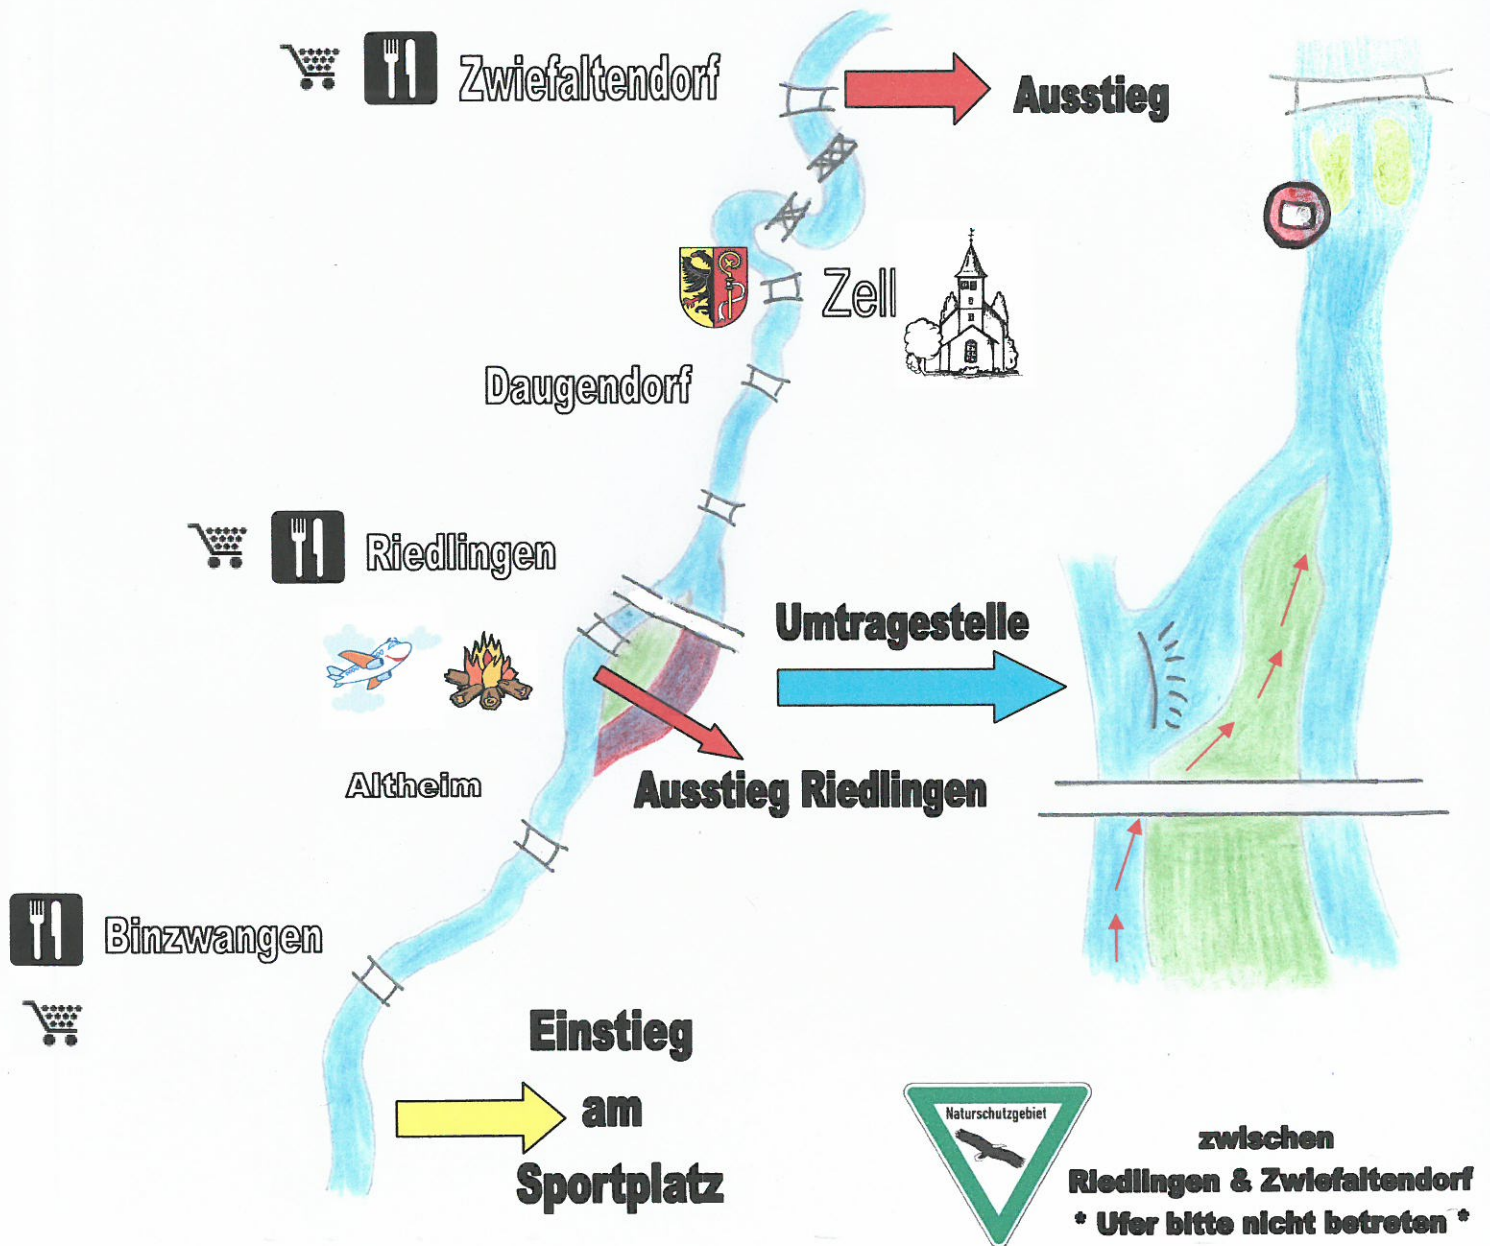 Zwiefaltendorf
Ausstieg
Zell
Daugendorf
Riedlingen
Umtragestelle
Altheim
Ausstieg Riedlingen
Binzwangen
Einstieg
am
Sportplatz
Naturschutzgebiet
zwischen
Riedlingen & Zwiefaltendorf
* Ufer bitte nicht betreten *